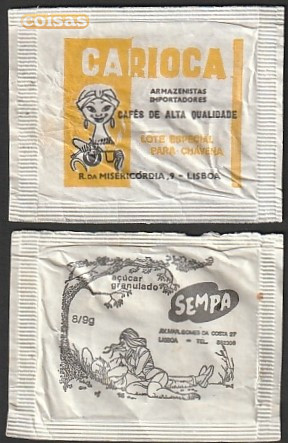 coisas
CARIOCA
ARMAZENISTAS
IMPORTADORES
CAFÉS DE ALTA QUALIDADE
LOTE ESPECIAL
PARA-CHÁVENA
R. DA MISERICÓRDIA, 9 - LISBOA
açúcar
granulado
SEMPA
8/9g
LISBOA - TEL.